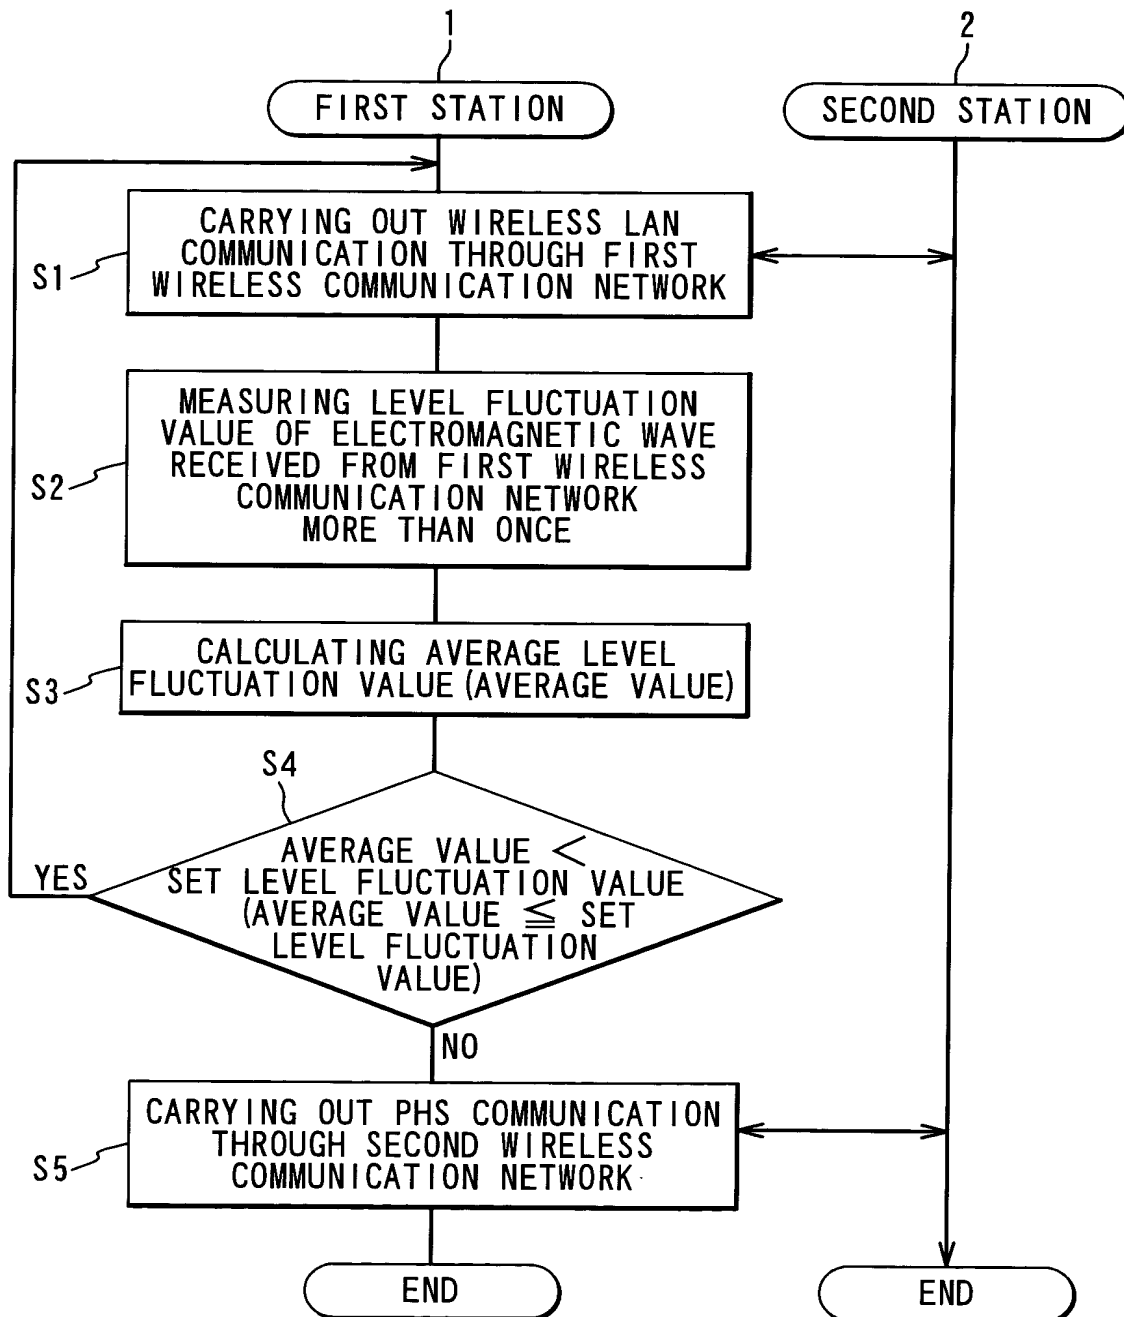 1
2
FIRST STATION
SECOND STATION
CARRYING OUT WIRELESS LAN
COMMUNICATION THROUGH FIRST
WIRELESS COMMUNICATION NETWORK
S1
MEASURING LEVEL FLUCTUATION
VALUE OF ELECTROMAGNETIC WAVE
RECEIVED FROM FIRST WIRELESS
COMMUNICATION NETWORK
MORE THAN ONCE
S2
CALCULATING AVERAGE LEVEL
FLUCTUATION VALUE (AVERAGE VALUE)
S3
S4
AVERAGE VALUE <
SET LEVEL FLUCTUATION VALUE
(AVERAGE VALUE ≦ SET
LEVEL FLUCTUATION
VALUE)
YES
NO
CARRYING OUT PHS COMMUNICATION
THROUGH SECOND WIRELESS
COMMUNICATION NETWORK
S5
END
END